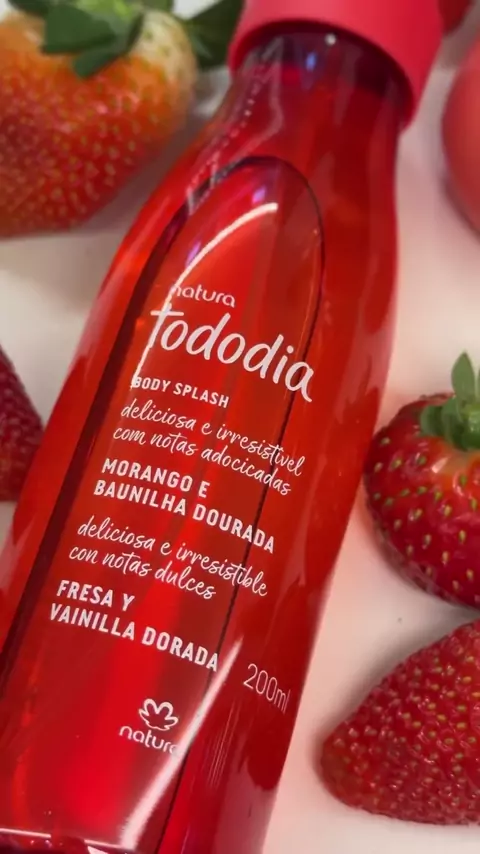 natura
Tododia
BODY SPLASH
deliciosa e irresistível
com notas adocicadas
MORANGO E
BAUNILHA DOURADA
deliciosa e irresistible
con notas dulces
FRESA Y
VAINILLA DORADA
200ml
natura